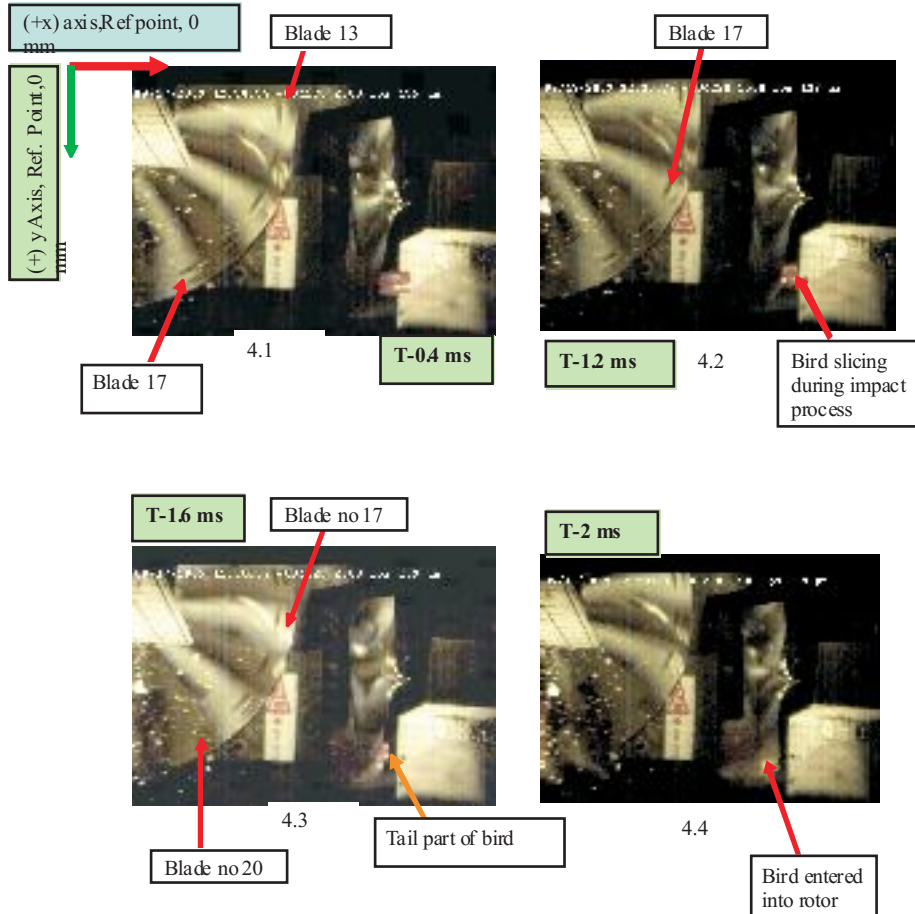 (+x) axis,Ref point, 0
mm
(+) y Axis, Ref. Point,0
mm
Blade 13
Blade 17
4.1
T-0.4 ms
Blade 17
T-1.2 ms
4.2
Bird slicing
during impact
process
T-1.6 ms
Blade no 17
T-2 ms
4.3
Blade no 20
Tail part of bird
4.4
Bird entered
into rotor